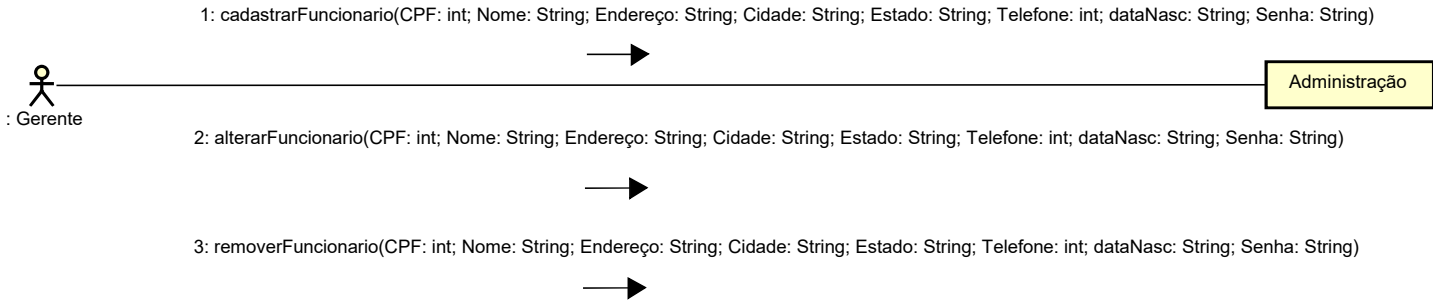 1: cadastrarFuncionario(CPF: int; Nome: String; Endereço: String; Cidade: String; Estado: String; Telefone: int; dataNasc: String; Senha: String)
Administração
: Gerente
2: alterarFuncionario(CPF: int; Nome: String; Endereço: String; Cidade: String; Estado: String; Telefone: int; dataNasc: String; Senha: String)
3: removerFuncionario(CPF: int; Nome: String; Endereço: String; Cidade: String; Estado: String; Telefone: int; dataNasc: String; Senha: String)